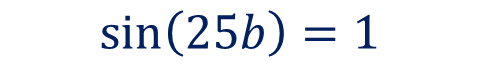 sin(25𝑏) = 1